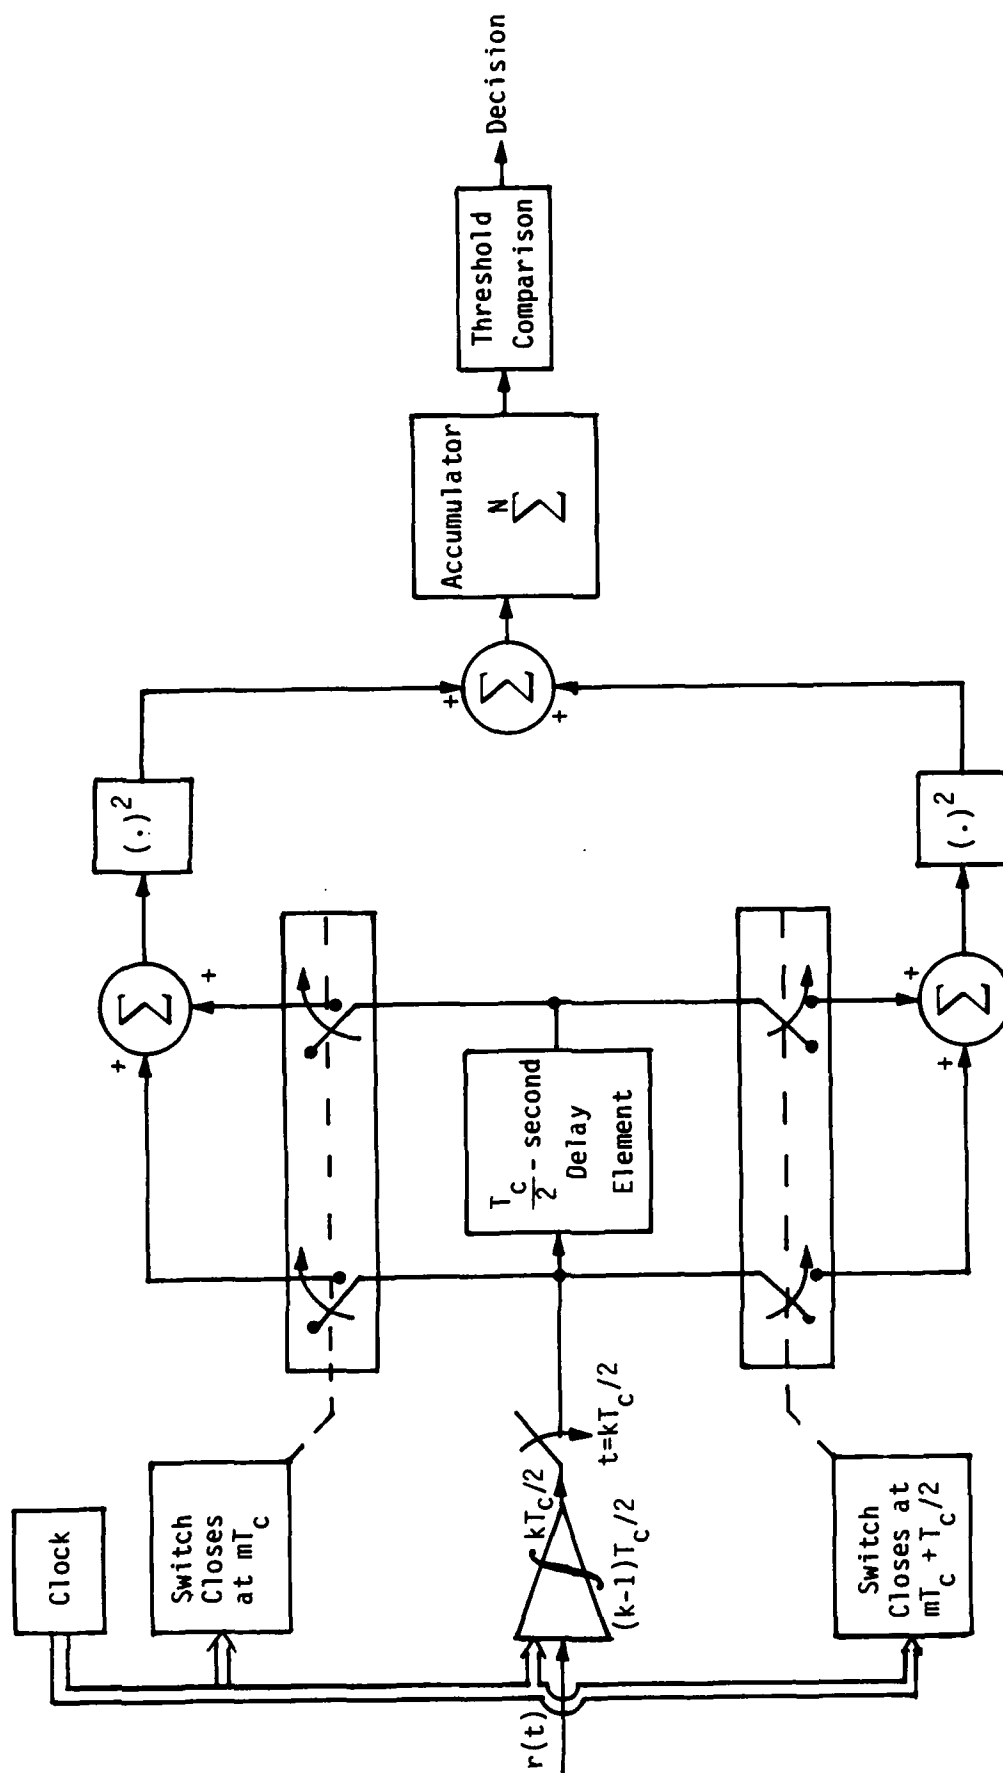 Clock
Switch
Closes
at mT_c
r(t)
∫ kT_c/2
(k-1)T_c/2
t=kT_c/2
Switch
Closes at
mT_c + T_c/2
T_c/2 - second
Delay
Element
+
+
Σ
(·)²
+
+
Σ
(·)²
+
+
Σ
Accumulator
N
Σ
Threshold
Comparison
Decision